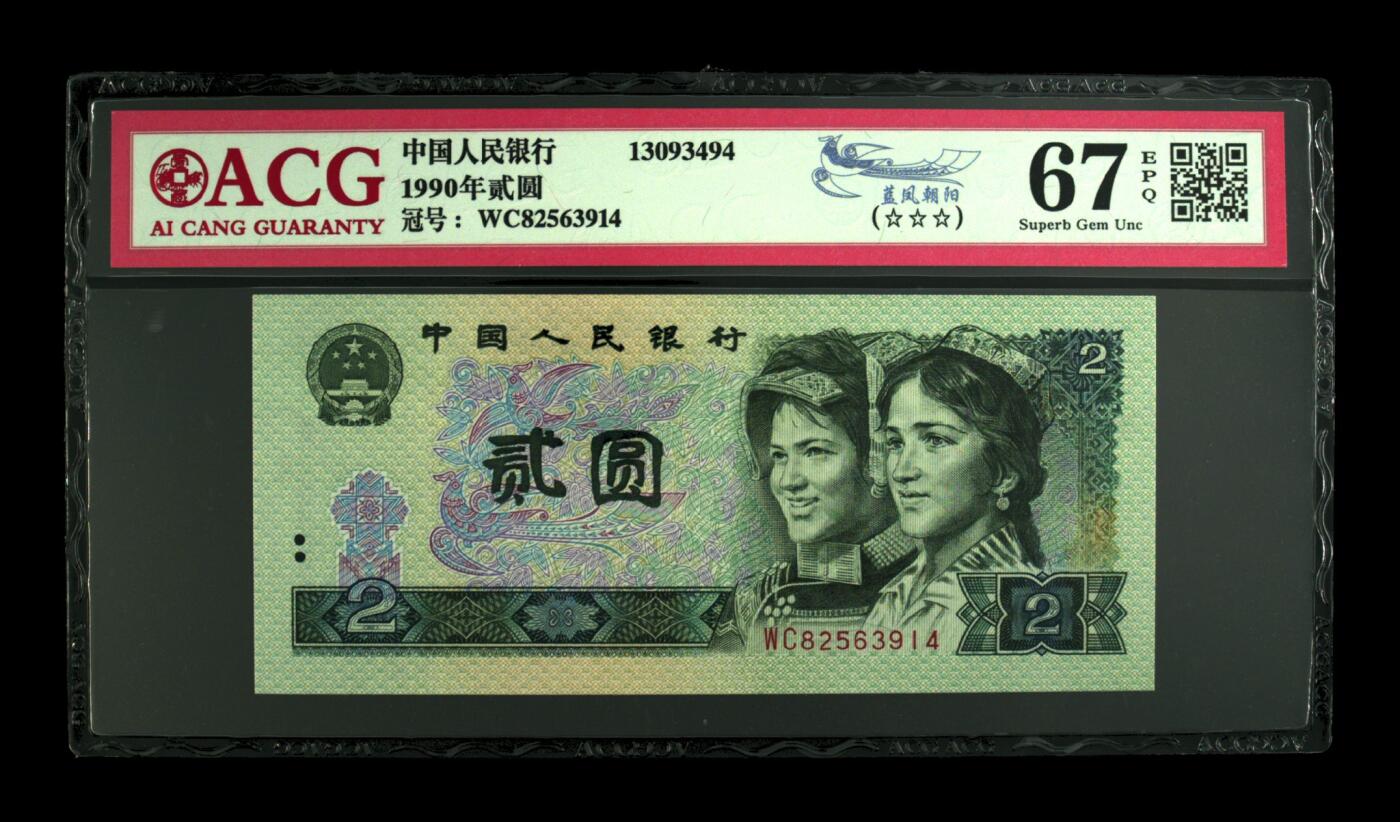 ACG
AI CANG GUARANTY
中国人民银行 13093494
1990年贰圆
冠号： WC82563914
蓝凤朝阳
(☆☆☆)
67
EPQ
Superb Gem Unc
中国人民银行
2
贰圆
2
WC82563914
2